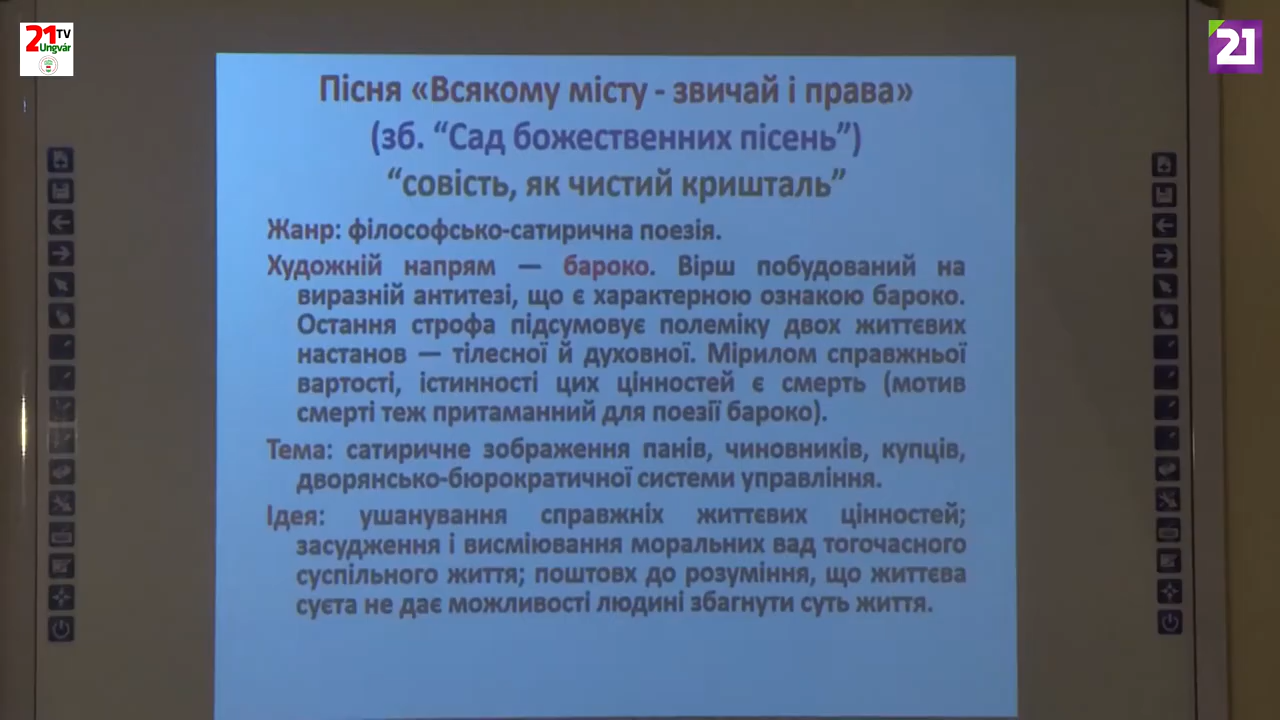 21 TV
Ungvár
21
Пісня «Всякому місту - звичай і права»
(зб. “Сад божественних пісень”)
“совість, як чистий кришталь”
Жанр: філософсько-сатирична поезія.
Художній напрям — бароко. Вірш побудований на
виразній антитезі, що є характерною ознакою бароко.
Остання строфа підсумовує полеміку двох життєвих
настанов — тілесної й духовної. Мірилом справжньої
вартості, істинності цих цінностей є смерть (мотив
смерті теж притаманний для поезії бароко).
Тема: сатиричне зображення панів, чиновників, купців,
дворянсько-бюрократичної системи управління.
Ідея: ушанування справжніх життєвих цінностей;
засудження і висміювання моральних вад тогочасного
суспільного життя; поштовх до розуміння, що життєва
суєта не дає можливості людині збагнути суть життя.